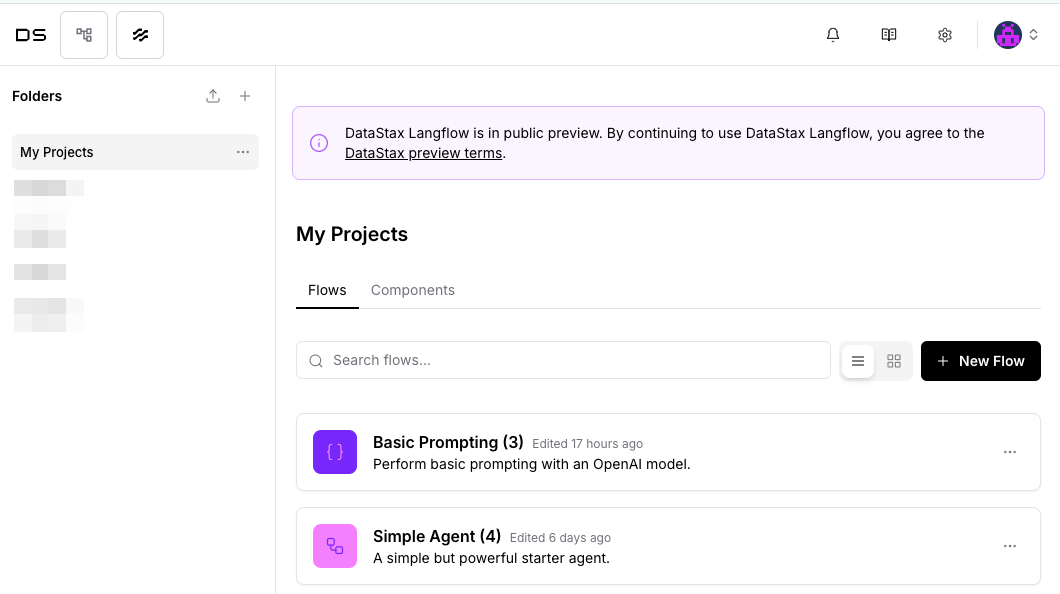 DS
Folders
My Projects
DataStax Langflow is in public preview. By continuing to use DataStax Langflow, you agree to the
DataStax preview terms.
My Projects
Flows
Components
Search flows...
New Flow
Basic Prompting (3) Edited 17 hours ago
Perform basic prompting with an OpenAI model.
Simple Agent (4) Edited 6 days ago
A simple but powerful starter agent.